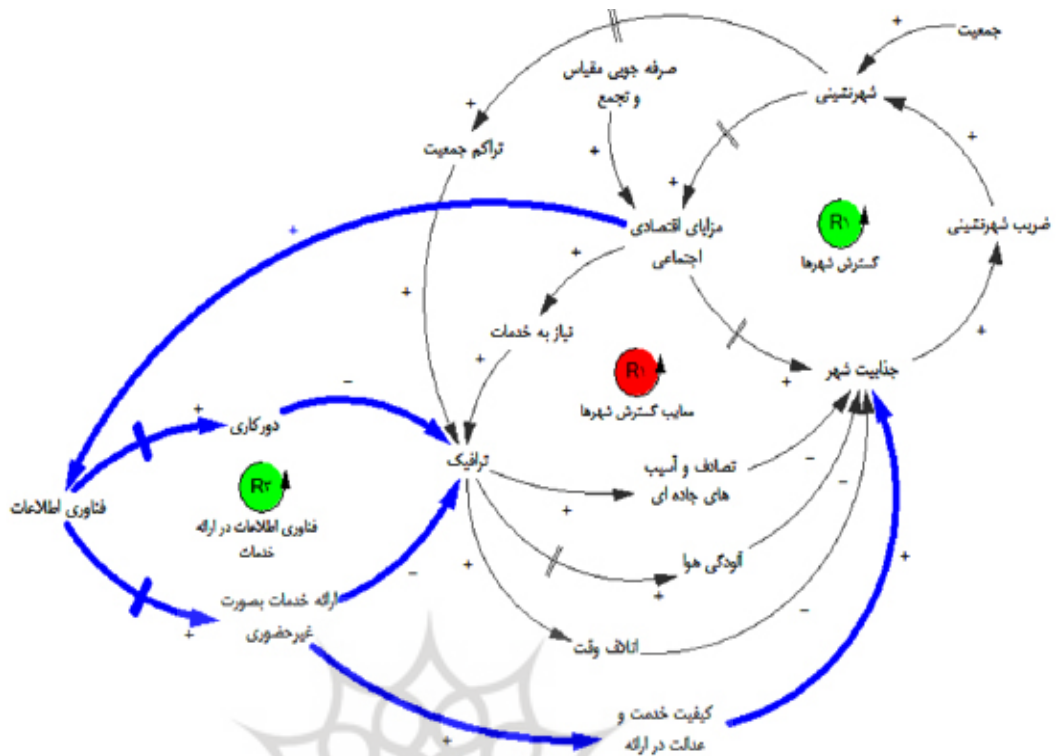 جمعیت
+
شهرنشینی
صرفه جویی مقیاس
و تجمع
+
+
تراکم جمعیت
+
+
+
مزایای اقتصادی
اجتماعی
+
R۱
گسترش شهرها
ضریب شهرنشینی
+
+
+
نیاز به خدمات
+
+
R۱
معایب گسترش شهرها
جذابیت شهر
+
−
+
دورکاری
ترافیک
تصادف و آسیب
های جاده ای
−
+
−
فناوری اطلاعات
R۳
فناوری اطلاعات در ارائه
خدمات
آلودگی هوا
+
+
−
+
ارائه خدمات بصورت
غیرحضوری
−
+
اتلاف وقت
−
کیفیت خدمت و
عدالت در ارائه
+